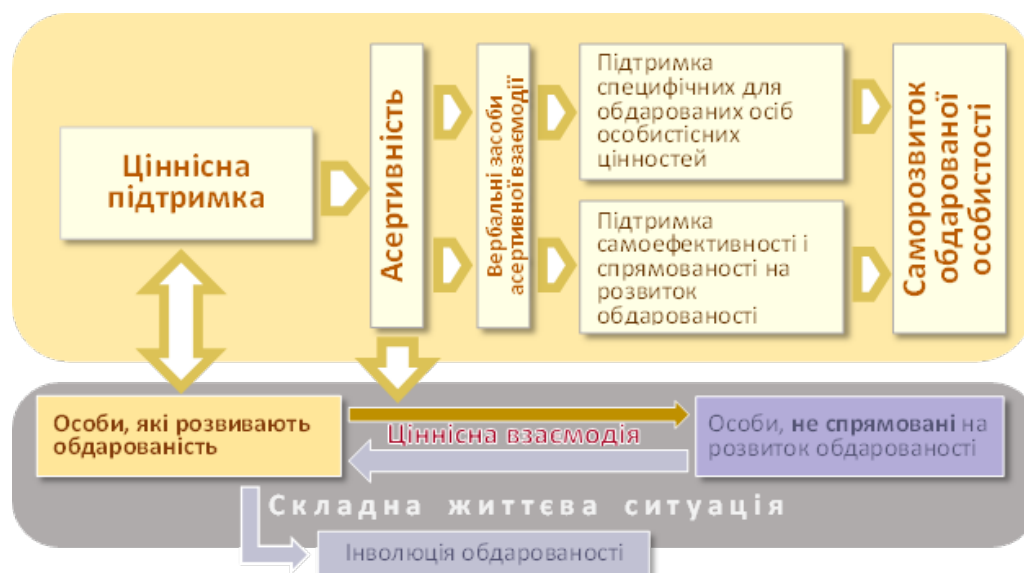 Ціннісна
підтримка
Асертивність
Вербальні засоби
асертивної взаємодії
Підтримка
специфічних для
обдарованих осіб
особистісних
цінностей
Підтримка
самоефективності і
спрямованості на
розвиток
обдарованості
Саморозвиток
обдарованої
особистості
Особи, які розвивають
обдарованість
Ціннісна взаємодія
Особи, не спрямовані на
розвиток обдарованості
Складна життєва ситуація
Інволюція обдарованості